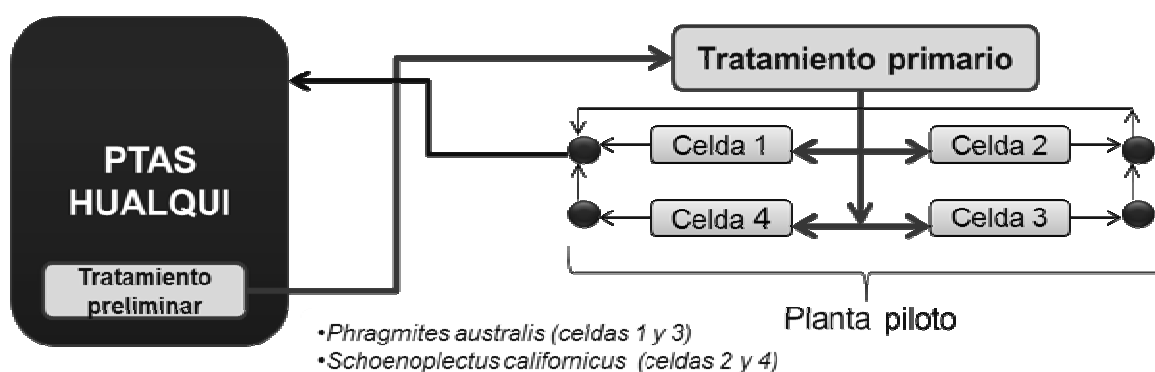 Tratamiento primario
Celda 1
Celda 2
PTAS
HUALQUI
Celda 4
Celda 3
Tratamiento
preliminar
Planta piloto
•Phragmites australis (celdas 1 y 3)
•Schoenoplectus californicus (celdas 2 y 4)